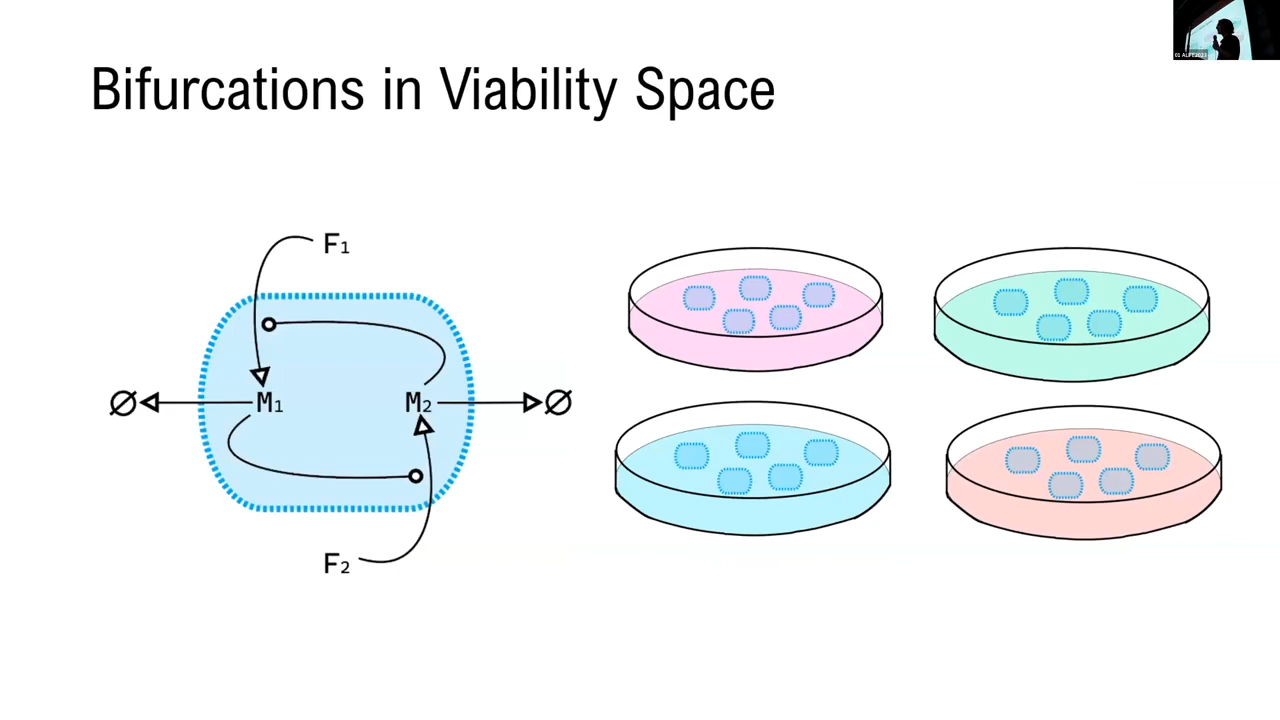 Bifurcations in Viability Space
F₁
∅ M₁ M₂ ∅
F₂